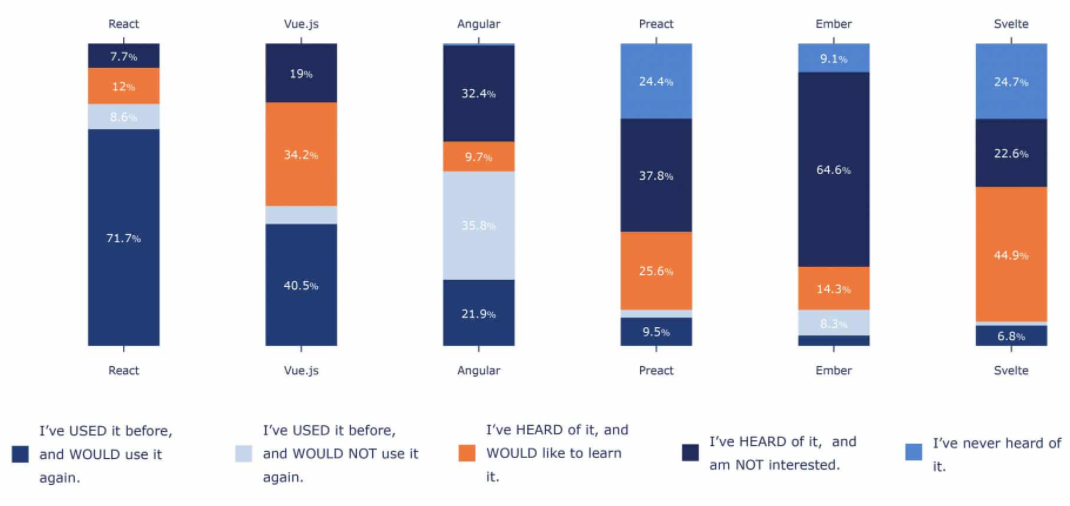 React Vue.js Angular Preact Ember Svelte
7.7%
12%
8.6%
71.7%
19%
34.2%
40.5%
32.4%
9.7%
35.8%
21.9%
24.4%
37.8%
25.6%
9.5%
9.1%
64.6%
14.3%
8.3%
24.7%
22.6%
44.9%
6.8%
React Vue.js Angular Preact Ember Svelte
I've USED it before,
and WOULD use it
again.
I've USED it before,
and WOULD NOT use it
again.
I've HEARD of it, and
WOULD like to learn
it.
I've HEARD of it, and
am NOT interested.
I've never heard of
it.